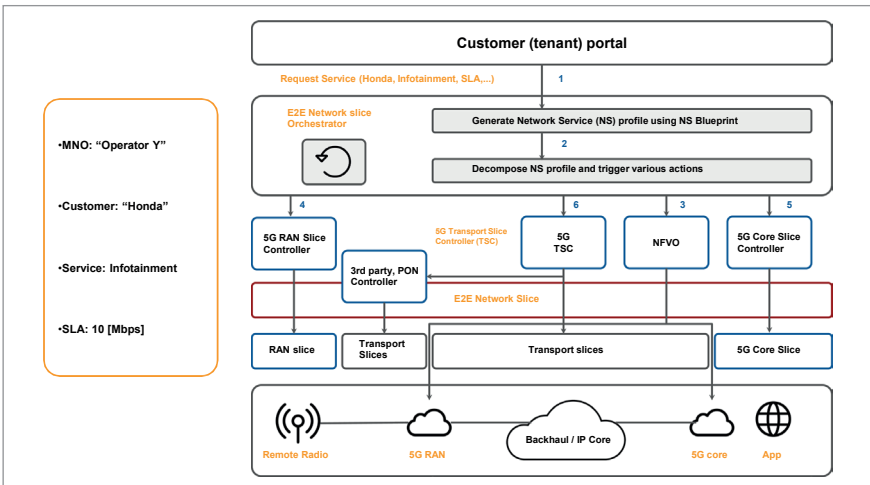 Customer (tenant) portal
Request Service (Honda, Infotainment, SLA,...)
1
E2E Network slice
Orchestrator
Generate Network Service (NS) profile using NS Blueprint
2
Decompose NS profile and trigger various actions
•MNO: “Operator Y”
•Customer: “Honda”
•Service: Infotainment
•SLA: 10 [Mbps]
4
6
3
5
5G RAN Slice
Controller
5G Transport Slice
Controller (TSC)
5G
TSC
NFVO
5G Core Slice
Controller
3rd party, PON
Controller
E2E Network Slice
RAN slice
Transport
Slices
Transport slices
5G Core Slice
Remote Radio
5G RAN
Backhaul / IP Core
5G core
App